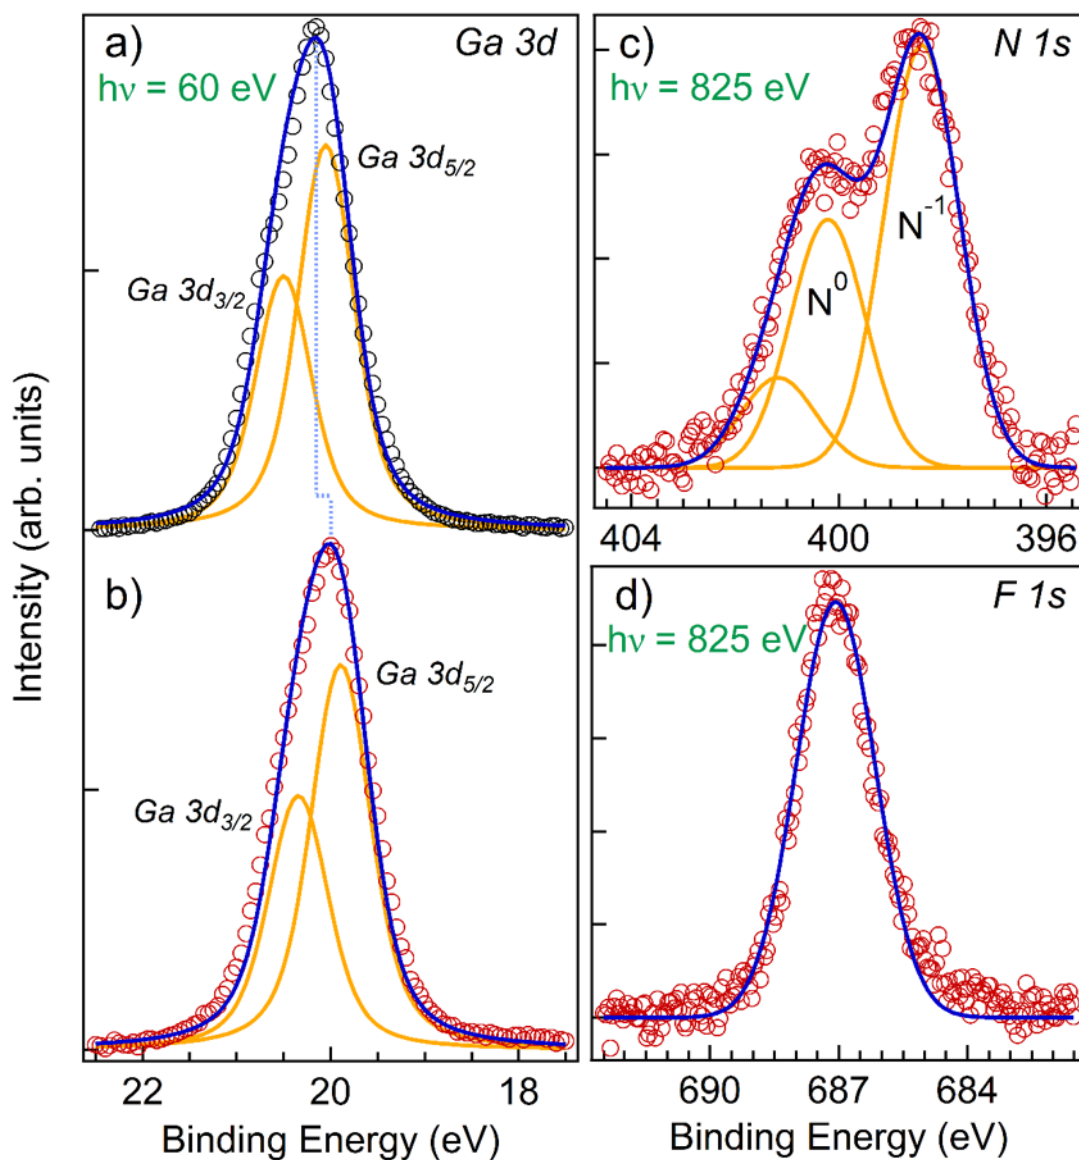 a)
Ga 3d
hν = 60 eV
Ga 3d5/2
Ga 3d3/2
b)
Ga 3d5/2
Ga 3d3/2
22
20
18
Binding Energy (eV)
Intensity (arb. units)
c)
N 1s
hν = 825 eV
N-1
N0
404
400
396
d)
F 1s
hν = 825 eV
690
687
684
Binding Energy (eV)